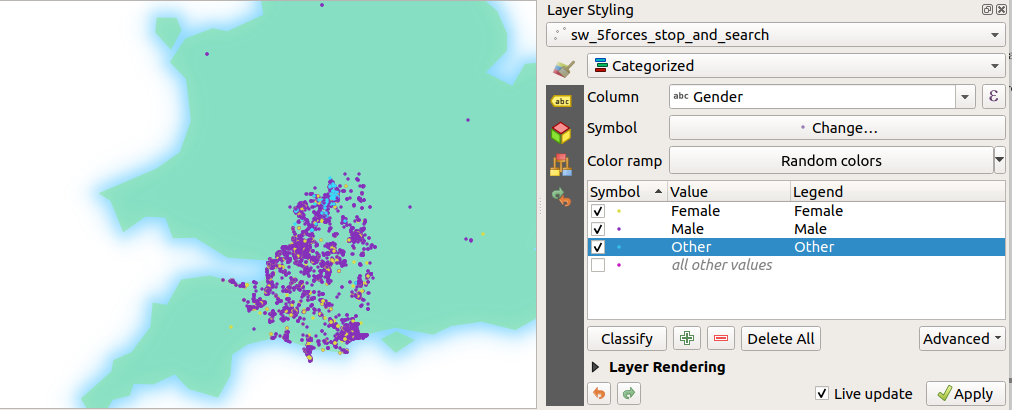 Layer Styling
sw_5forces_stop_and_search
Categorized
abc
Column abc Gender ε
Symbol Change...
Color ramp Random colors
Symbol Value Legend
Female Female
Male Male
Other Other
all other values
Classify Delete All Advanced
Layer Rendering
Live update Apply